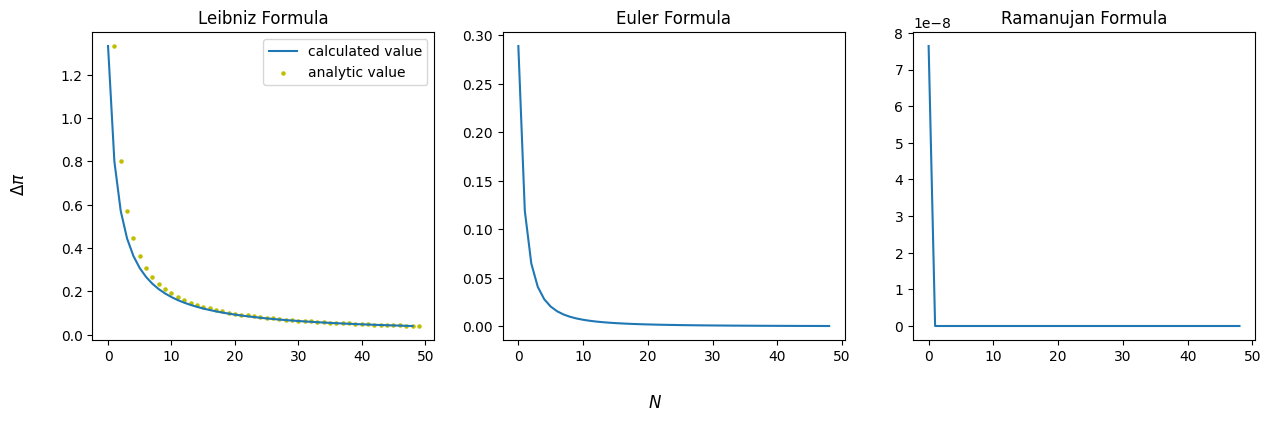 Leibniz Formula
calculated value
analytic value
1.2
1.0
0.8
0.6
0.4
0.2
0.0
0 10 20 30 40 50
Δπ
Euler Formula
0.30
0.25
0.20
0.15
0.10
0.05
0.00
0 10 20 30 40 50
Ramanujan Formula
1e−8
8
7
6
5
4
3
2
1
0
0 10 20 30 40 50
N